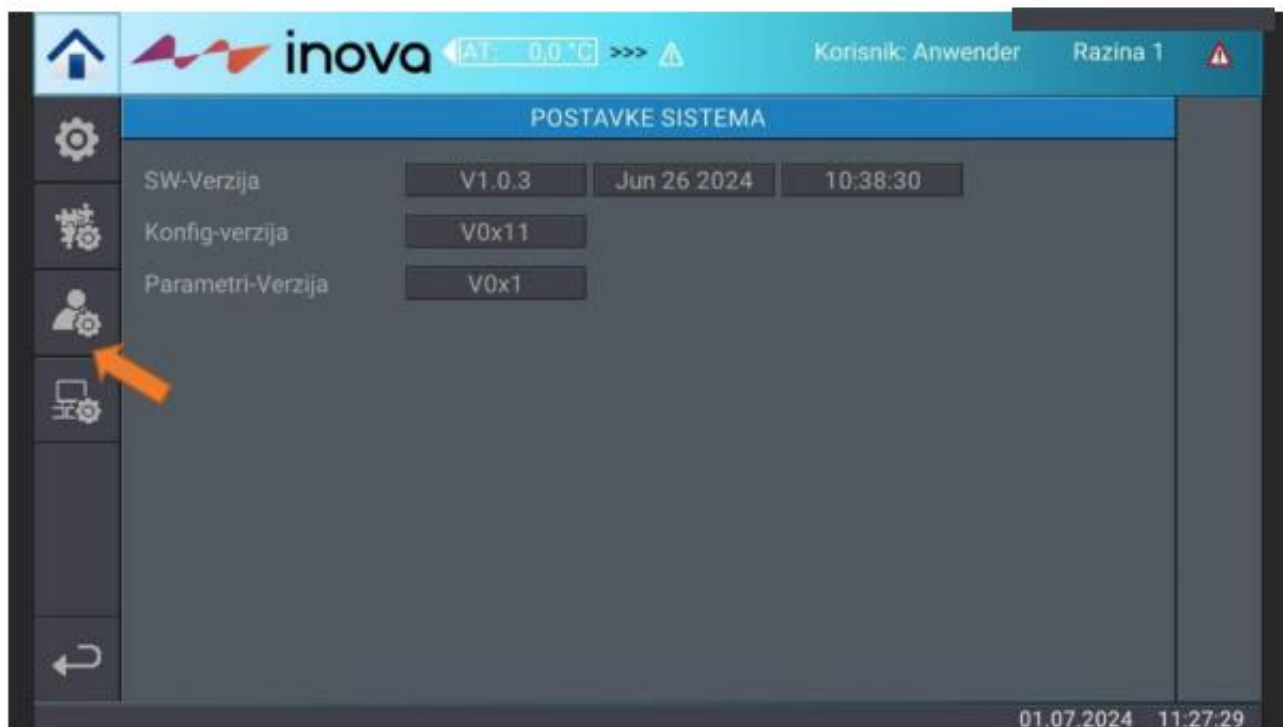 inova AT: 0,0 °C >>> Korisnik: Anwender Razina 1
POSTAVKE SISTEMA
SW-Verzija V1.0.3 Jun 26 2024 10:38:30
Konfig-verzija V0x11
Parametri-Verzija V0x1
01.07.2024 11:27:29